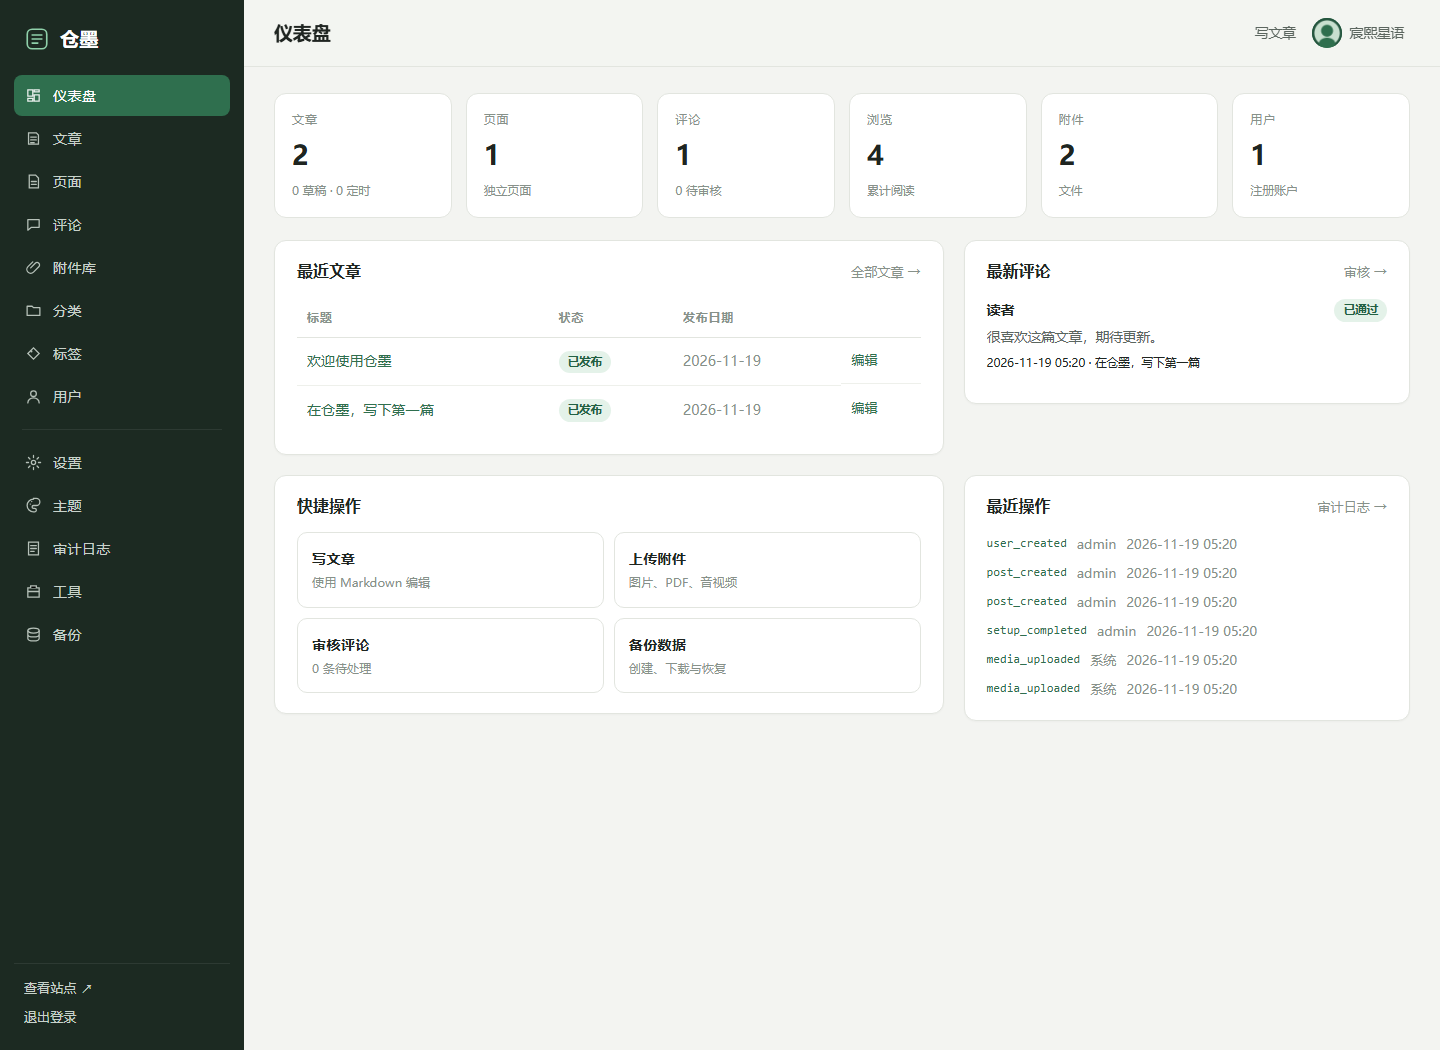 仓墨
仪表盘
文章
页面
评论
附件库
分类
标签
用户
设置
主题
审计日志
工具
备份
查看站点 ↗
退出登录
仪表盘
写文章
宸熙星语
文章
2
0 草稿 · 0 定时
页面
1
独立页面
评论
1
0 待审核
浏览
4
累计阅读
附件
2
文件
用户
1
注册账户
最近文章
全部文章 →
标题 状态 发布日期
欢迎使用仓墨 已发布 2026-11-19 编辑
在仓墨，写下第一篇 已发布 2026-11-19 编辑
最新评论
审核 →
读者 已通过
很喜欢这篇文章，期待更新。
2026-11-19 05:20 · 在仓墨，写下第一篇
快捷操作
写文章
使用 Markdown 编辑
上传附件
图片、PDF、音视频
审核评论
0 条待处理
备份数据
创建、下载与恢复
最近操作
审计日志 →
user_created admin 2026-11-19 05:20
post_created admin 2026-11-19 05:20
post_created admin 2026-11-19 05:20
setup_completed admin 2026-11-19 05:20
media_uploaded 系统 2026-11-19 05:20
media_uploaded 系统 2026-11-19 05:20